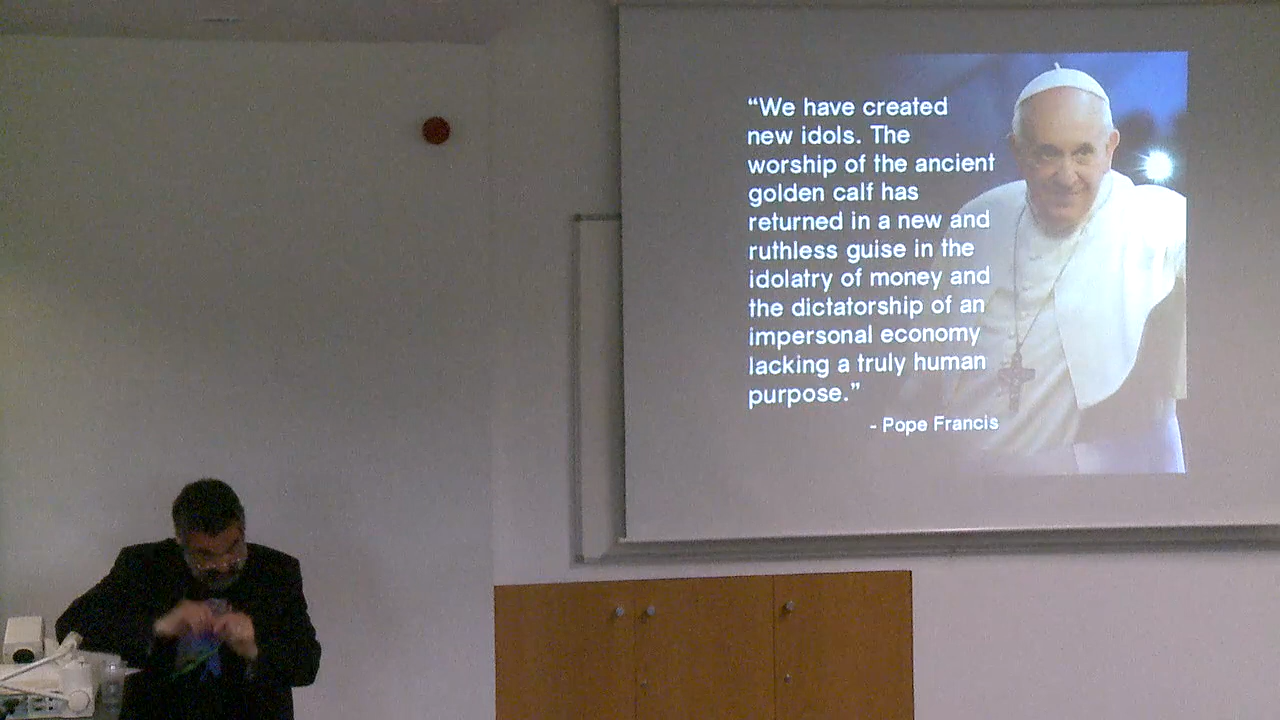 “We have created
new idols. The
worship of the ancient
golden calf has
returned in a new and
ruthless guise in the
idolatry of money and
the dictatorship of an
impersonal economy
lacking a truly human
purpose.”
- Pope Francis